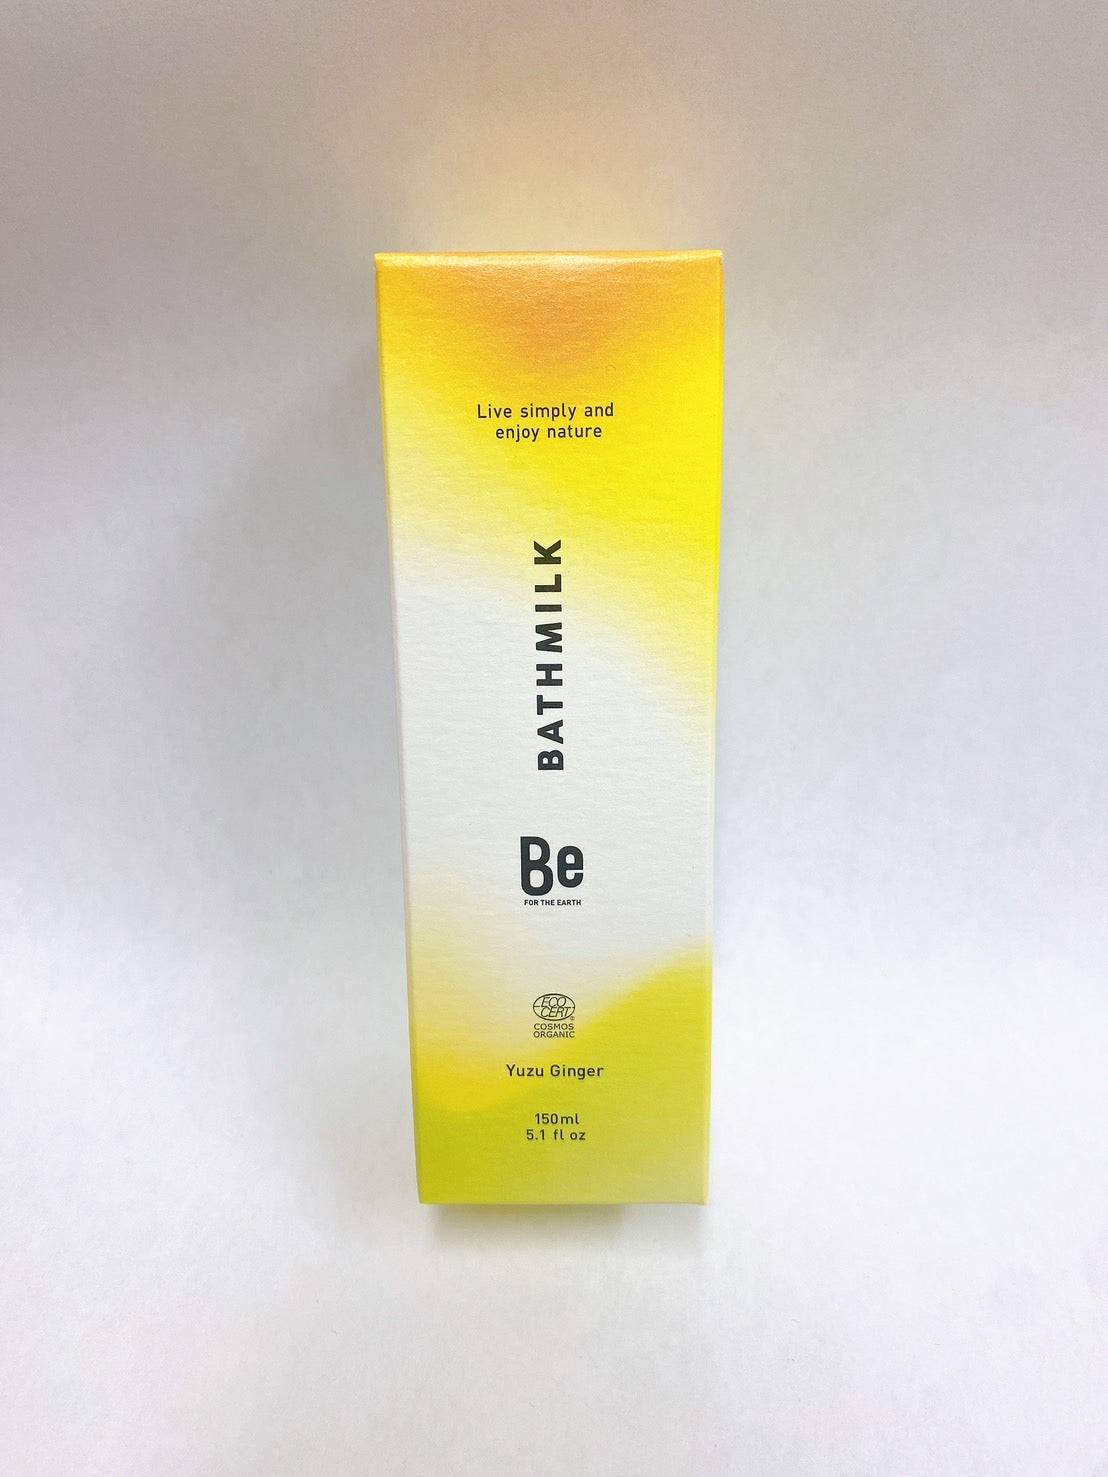 Live simply and
enjoy nature
BATHMILK
Be
FOR THE EARTH
ECO
CERT®
COSMOS
ORGANIC
Yuzu Ginger
150ml
5.1 fl oz